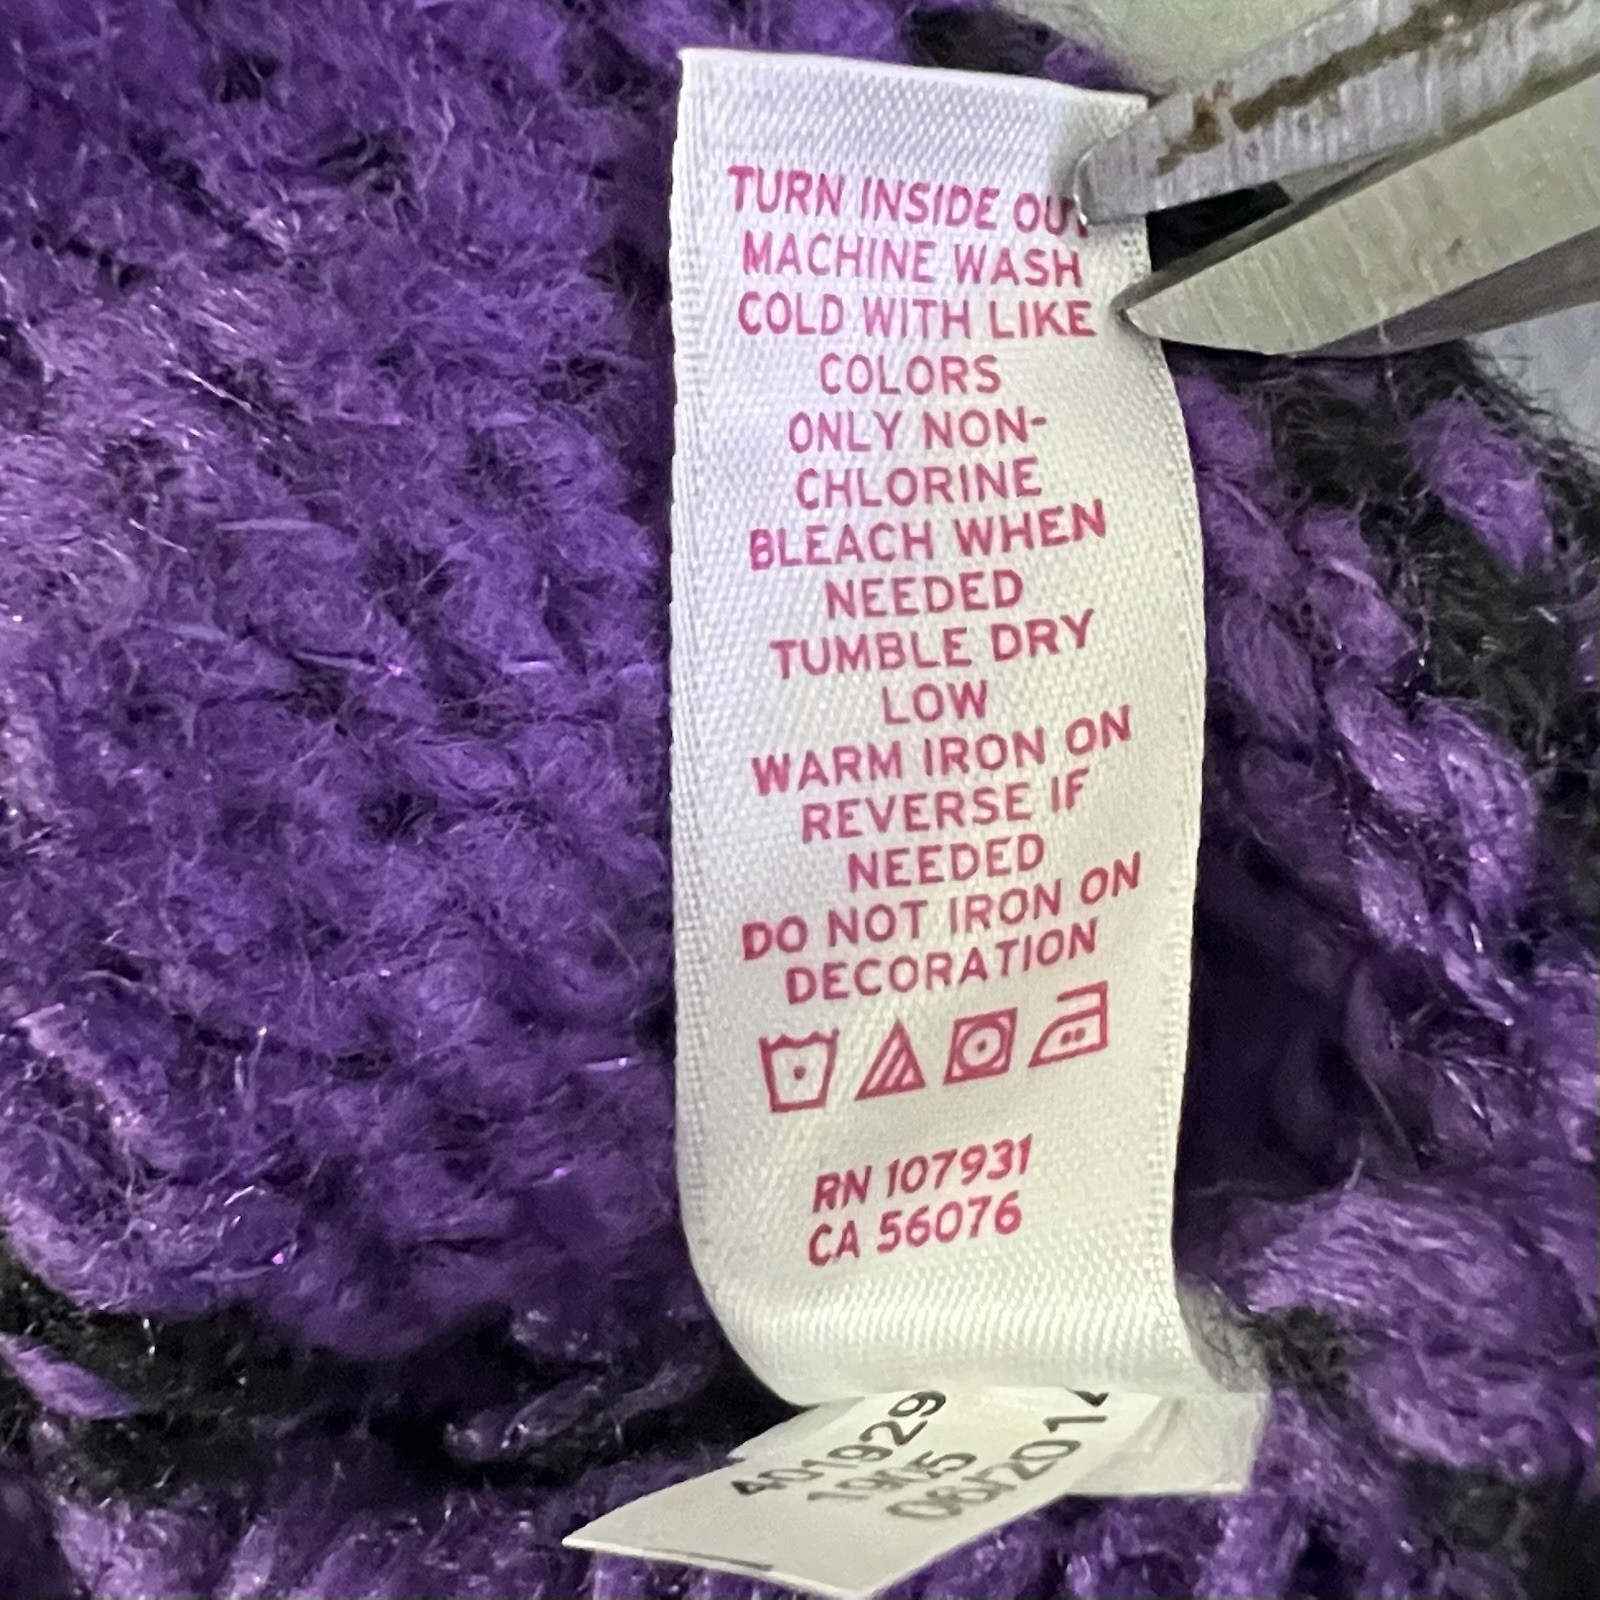 TURN INSIDE OUT
MACHINE WASH
COLD WITH LIKE
COLORS
ONLY NON-
CHLORINE
BLEACH WHEN
NEEDED
TUMBLE DRY
LOW
WARM IRON ON
REVERSE IF
NEEDED
DO NOT IRON ON
DECORATION
RN 107931
CA 56076
401929
1905